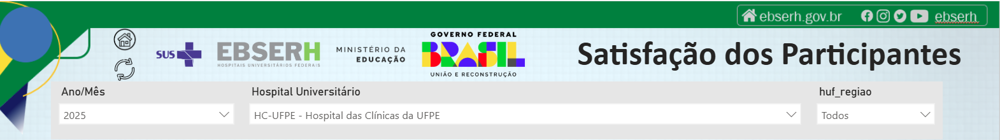 ebserh.gov.br ebserh
SUS
EBSERH
HOSPITAIS UNIVERSITÁRIOS FEDERAIS
MINISTÉRIO DA
EDUCAÇÃO
GOVERNO FEDERAL
BRASIL
UNIÃO E RECONSTRUÇÃO
Satisfação dos Participantes
Ano/Mês Hospital Universitário huf_regiao
2025 HC-UFPE - Hospital das Clínicas da UFPE Todos